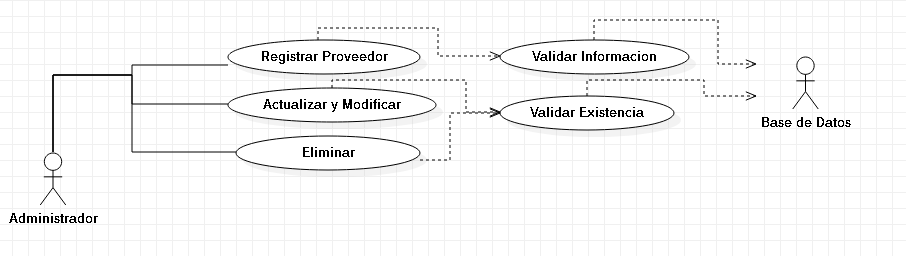 Registrar Proveedor
Validar Informacion
Actualizar y Modificar
Validar Existencia
Base de Datos
Eliminar
Administrador